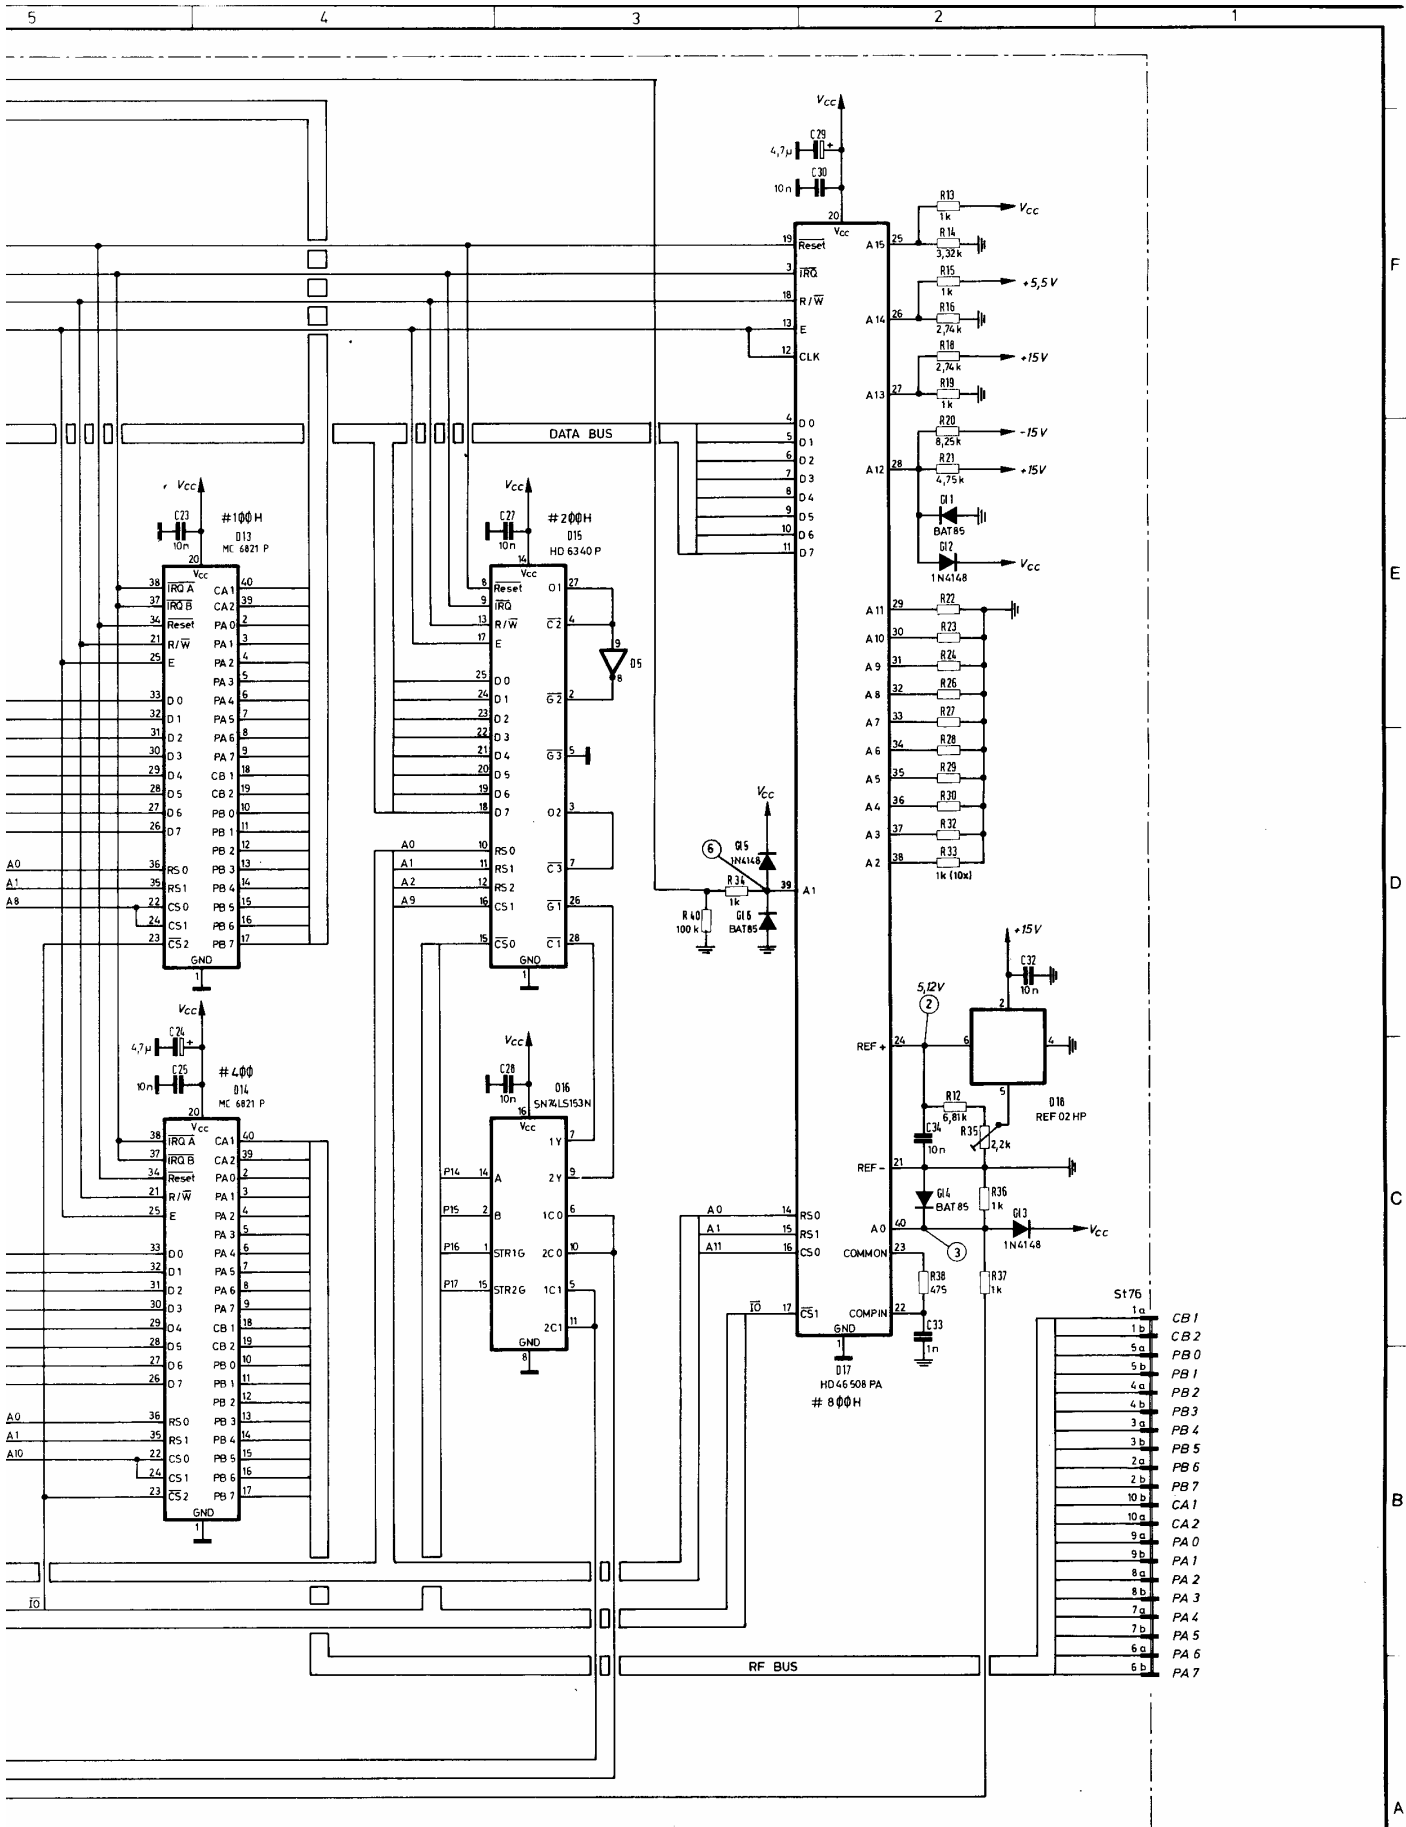 5 4 3 2 1
F
E
D
C
B
A
VCC
C29
4,7µ +
C30
10n
20
VCC
19 Reset
3 IRQ
18 R/W
13 E
12 CLK
4 D0
5 D1
6 D2
7 D3
8 D4
9 D5
10 D6
11 D7
A15 25
A14 26
A13 27
A12 28
R13
1k
VCC
R14
3,32k
R15
1k
+5,5V
R16
2,74k
R18
2,74k
+15V
R19
1k
R20
8,25k
-15V
R21
4,75k
+15V
Gl1
BAT85
Gl2
1N4148
VCC
A11 29 R22
A10 30 R23
A9 31 R24
A8 32 R26
A7 33 R27
A6 34 R28
A5 35 R29
A4 36 R30
A3 37 R32
A2 38 R33
1k (10x)
DATA BUS
VCC
C23
10n
#100H
D13
MC 6821 P
20
VCC
38 IRQ A CA1 40
37 IRQ B CA2 39
34 Reset PA0 2
21 R/W PA1 3
25 E PA2 4
PA3 5
33 D0 PA4 6
32 D1 PA5 7
31 D2 PA6 8
30 D3 PA7 9
29 D4 CB1 18
28 D5 CB2 19
27 D6 PB0 10
26 D7 PB1 11
PB2 12
A0 36 RS0 PB3 13
A1 35 RS1 PB4 14
A8 22 CS0 PB5 15
24 CS1 PB6 16
23 CS2 PB7 17
GND
1
VCC
C27
10n
#200H
D15
HD 6340 P
14
VCC
8 Reset O1 27
9 IRQ
13 R/W C2 4
17 E
9
D5
8
25 D0
24 D1 G2 2
23 D2
22 D3
21 D4 G3 5
20 D5
19 D6
18 D7 O2 3
A0 10 RS0
A1 11 RS1 C3 7
A2 12 RS2
A9 16 CS1 G1 26
15 CS0 C1 28
GND
1
VCC
6
Gl5
1N4148
R34
1k
39 A1
R40
100k
Gl6
BAT85
VCC
C24
4,7µ +
C25
10n
#400
D14
MC 6821 P
20
VCC
38 IRQ A CA1 40
37 IRQ B CA2 39
34 Reset PA0 2
21 R/W PA1 3
25 E PA2 4
PA3 5
33 D0 PA4 6
32 D1 PA5 7
31 D2 PA6 8
30 D3 PA7 9
29 D4 CB1 18
28 D5 CB2 19
27 D6 PB0 10
26 D7 PB1 11
PB2 12
A0 36 RS0 PB3 13
A1 35 RS1 PB4 14
A10 22 CS0 PB5 15
24 CS1 PB6 16
23 CS2 PB7 17
GND
1
VCC
C28
10n
D16
SN74LS153N
16
VCC
1Y 7
P14 14 A 2Y 9
P15 2 B 1C0 6
P16 1 STR1G 2C0 10
P17 15 STR2G 1C1 5
2C1 11
GND
8
+15V
C32
10n
5,12V
2
2
REF+ 24
6
4
5
D18
REF 02 HP
R12
6,81k
C34
10n
R35
2,2k
REF- 21
Gl4
BAT85
R36
1k
Gl3
1N4148
VCC
A0 40
3
A0 14 RS0
A1 15 RS1
A11 16 CS0
COMMON 23
R38
475
R37
1k
IO 17 CS1
COMPIN 22
C33
1n
GND
1
D17
HD46508 PA
# 800H
IO
RF BUS
St76
1a CB1
1b CB2
5a PB0
5b PB1
4a PB2
4b PB3
3a PB4
3b PB5
2a PB6
2b PB7
10b CA1
10a CA2
9a PA0
9b PA1
8a PA2
8b PA3
7a PA4
7b PA5
6a PA6
6b PA7